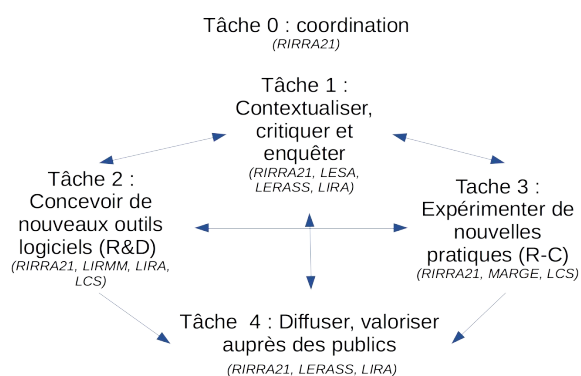 Tâche 0 : coordination
(RIRRA21)
Tâche 1 :
Contextualiser,
critiquer et
enquêter
(RIRRA21, LESA,
LERASS, LIRA)
Tâche 2 :
Concevoir de
nouveaux outils
logiciels (R&D)
(RIRRA21, LIRMM, LIRA,
LCS)
Tache 3 :
Expérimenter de
nouvelles
pratiques (R-C)
(RIRRA21, MARGE, LCS)
Tâche 4 : Diffuser, valoriser
auprès des publics
(RIRRA21, LERASS, LIRA)